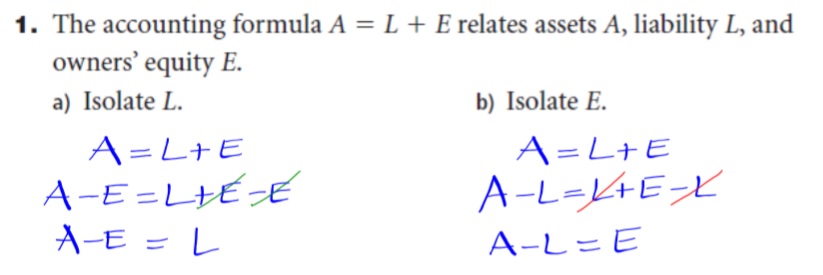 1. The accounting formula A = L + E relates assets A, liability L, and
owners' equity E.
a) Isolate L.
A=L+E
A-E=L+E-E
A-E = L
b) Isolate E.
A=L+E
A-L=L+E-L
A-L=E